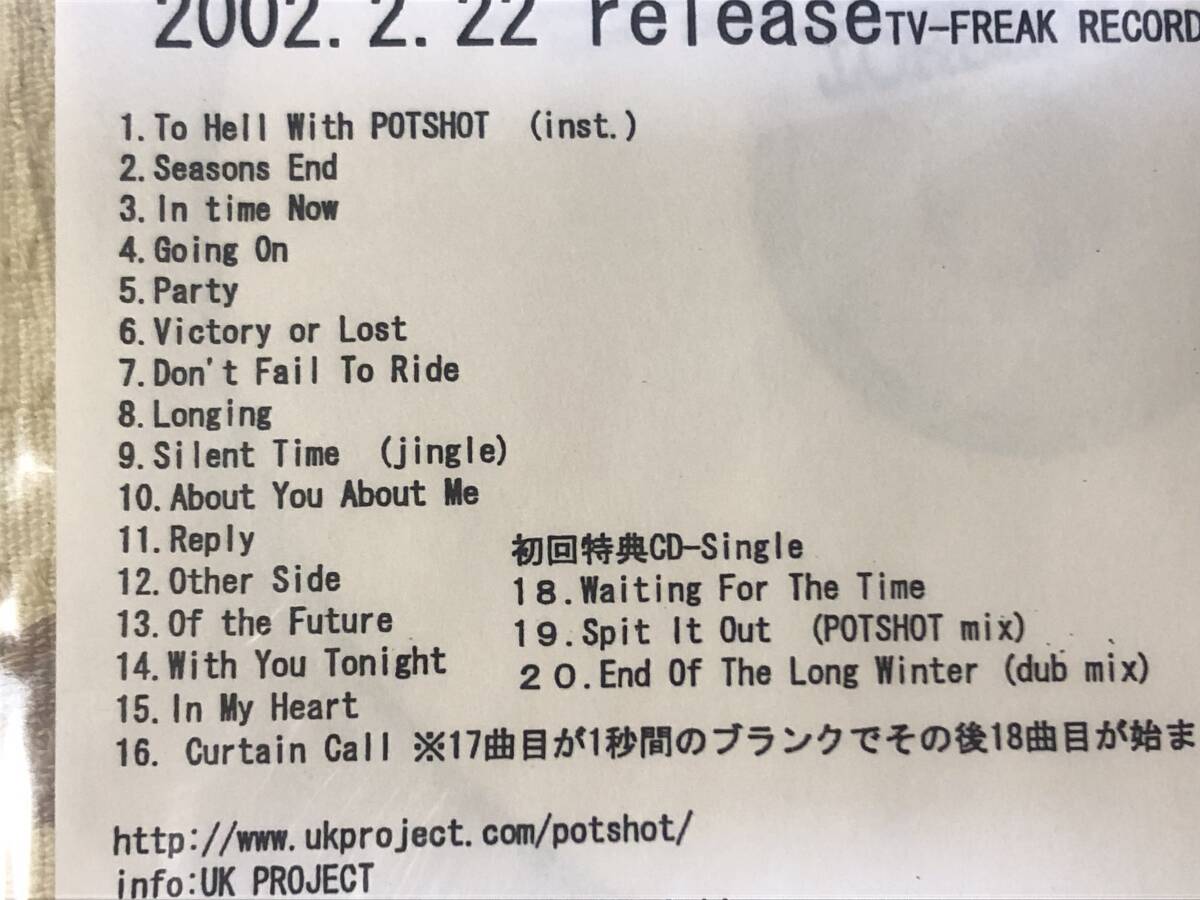 2002. 2. 22 release TV-FREAK RECORD
1. To Hell With POTSHOT (inst.)
2. Seasons End
3. In time Now
4. Going On
5. Party
6. Victory or Lost
7. Don't Fail To Ride
8. Longing
9. Silent Time (jingle)
10. About You About Me
11. Reply
12. Other Side
13. Of the Future
14. With You Tonight
15. In My Heart
16. Curtain Call ※17曲目が1秒間のブランクでその後18曲目が始ま
初回特典CD-Single
18. Waiting For The Time
19. Spit It Out (POTSHOT mix)
20. End Of The Long Winter (dub mix)
http://www.ukproject.com/potshot/
info:UK PROJECT